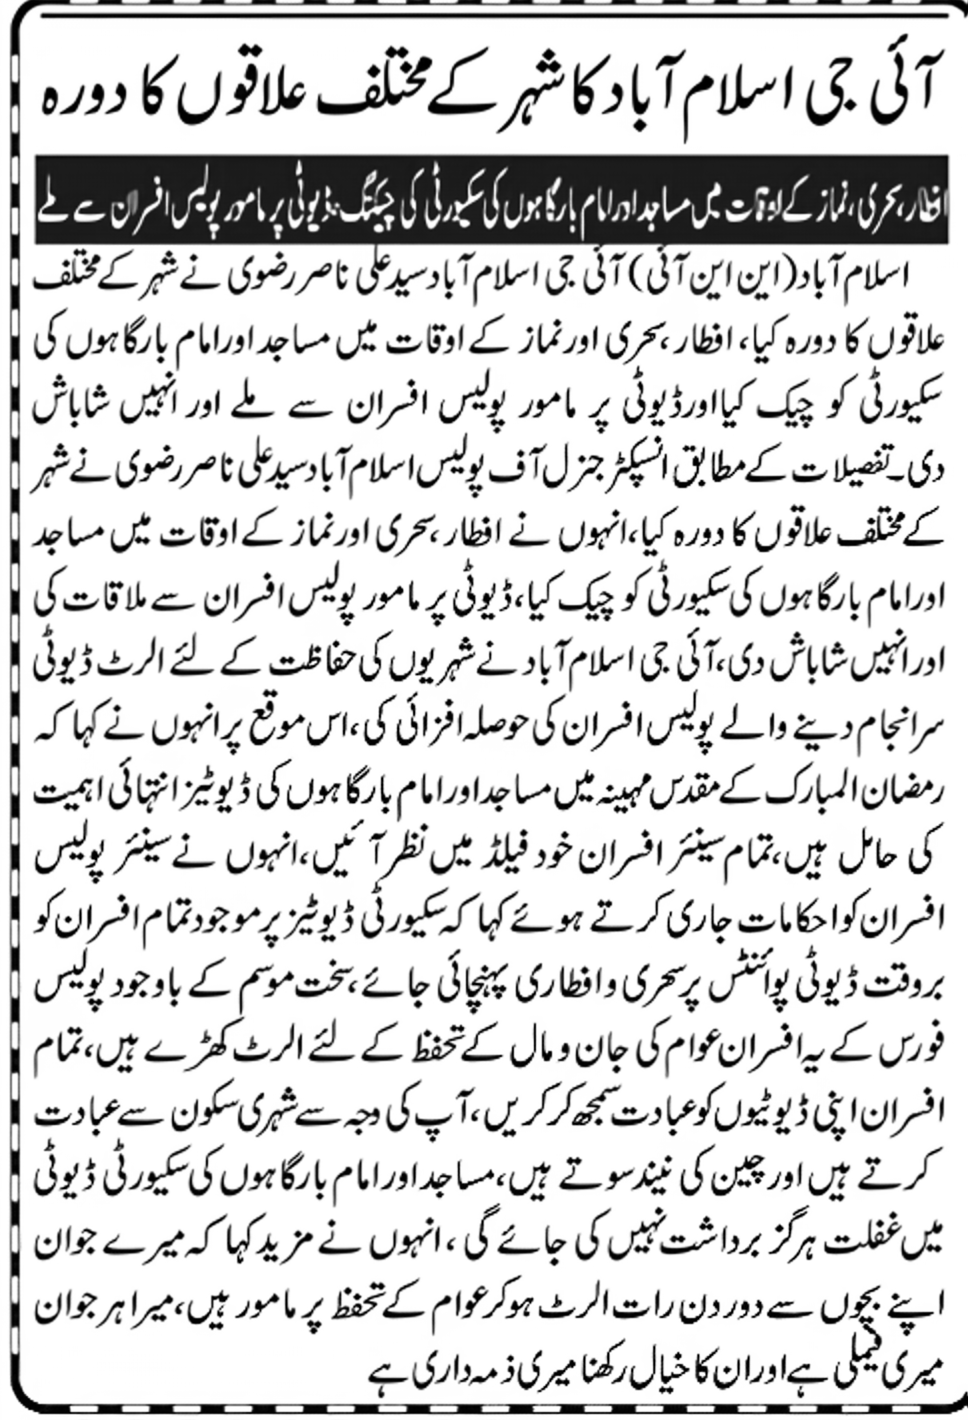 آئی جی اسلام آباد کا شہر کے مختلف علاقوں کا دورہ
افطار، سحری، نماز کے اوقات میں مساجد اور امام بارگاہوں کی سکیورٹی کی چیکنگ، ڈیوٹی پر مامور پولیس افسران سے ملے
اسلام آباد (این این آئی) آئی جی اسلام آباد سید علی ناصر رضوی نے شہر کے مختلف
علاقوں کا دورہ کیا، افطار، سحری اور نماز کے اوقات میں مساجد اور امام بارگاہوں کی
سکیورٹی کو چیک کیا اور ڈیوٹی پر مامور پولیس افسران سے ملے اور انہیں شاباش
دی۔ تفصیلات کے مطابق انسپکٹر جنرل آف پولیس اسلام آباد سید علی ناصر رضوی نے شہر
کے مختلف علاقوں کا دورہ کیا، انہوں نے افطار، سحری اور نماز کے اوقات میں مساجد
اور امام بارگاہوں کی سکیورٹی کو چیک کیا، ڈیوٹی پر مامور پولیس افسران سے ملاقات کی
اور انہیں شاباش دی، آئی جی اسلام آباد نے شہریوں کی حفاظت کے لئے الرٹ ڈیوٹی
سرانجام دینے والے پولیس افسران کی حوصلہ افزائی کی، اس موقع پر انہوں نے کہا کہ
رمضان المبارک کے مقدس مہینہ میں مساجد اور امام بارگاہوں کی ڈیوٹیز انتہائی اہمیت
کی حامل ہیں، تمام سینئر افسران خود فیلڈ میں نظر آئیں، انہوں نے سینئر پولیس
افسران کو احکامات جاری کرتے ہوئے کہا کہ سکیورٹی ڈیوٹیز پر موجود تمام افسران کو
بروقت ڈیوٹی پوائنٹس پر سحری و افطاری پہنچائی جائے، سخت موسم کے باوجود پولیس
فورس کے یہ افسران عوام کی جان و مال کے تحفظ کے لئے الرٹ کھڑے ہیں، تمام
افسران اپنی ڈیوٹیوں کو عبادت سمجھ کر کریں، آپ کی وجہ سے شہری سکون سے عبادت
کرتے ہیں اور چین کی نیند سوتے ہیں، مساجد اور امام بارگاہوں کی سکیورٹی ڈیوٹی
میں غفلت ہرگز برداشت نہیں کی جائے گی، انہوں نے مزید کہا کہ میرے جوان
اپنے بچوں سے دور دن رات الرٹ ہو کر عوام کے تحفظ پر مامور ہیں، میرا ہر جوان
میری فیملی ہے اور ان کا خیال رکھنا میری ذمہ داری ہے